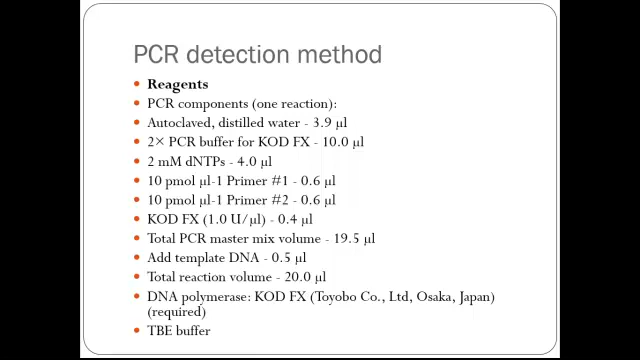 PCR detection method
Reagents
PCR components (one reaction):
Autoclaved, distilled water - 3.9 µl
2× PCR buffer for KOD FX - 10.0 µl
2 mM dNTPs - 4.0 µl
10 pmol µl-1 Primer #1 - 0.6 µl
10 pmol µl-1 Primer #2 - 0.6 µl
KOD FX (1.0 U/µl) - 0.4 µl
Total PCR master mix volume - 19.5 µl
Add template DNA - 0.5 µl
Total reaction volume - 20.0 µl
DNA polymerase: KOD FX (Toyobo Co., Ltd, Osaka, Japan)
(required)
TBE buffer